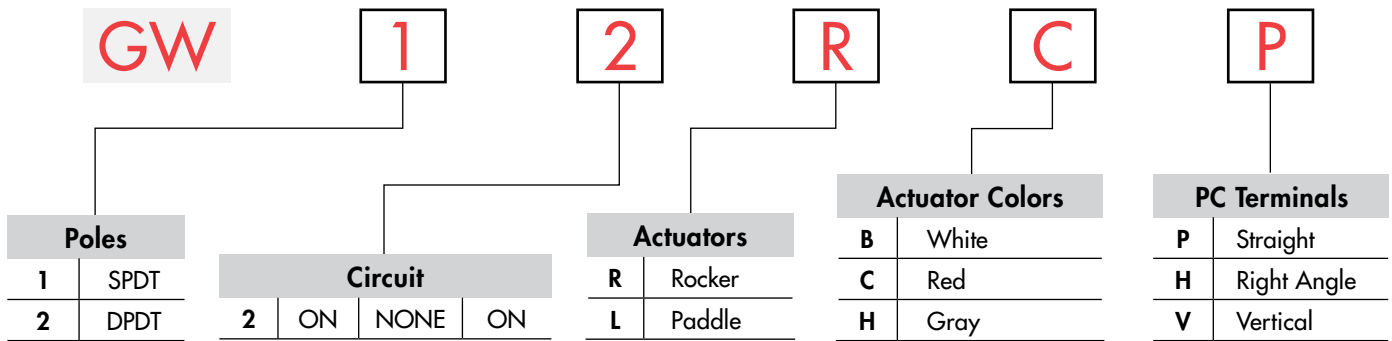 GW 1 2 R C P
Poles
1 SPDT
2 DPDT
Circuit
2 ON NONE ON
Actuators
R Rocker
L Paddle
Actuator Colors
B White
C Red
H Gray
PC Terminals
P Straight
H Right Angle
V Vertical